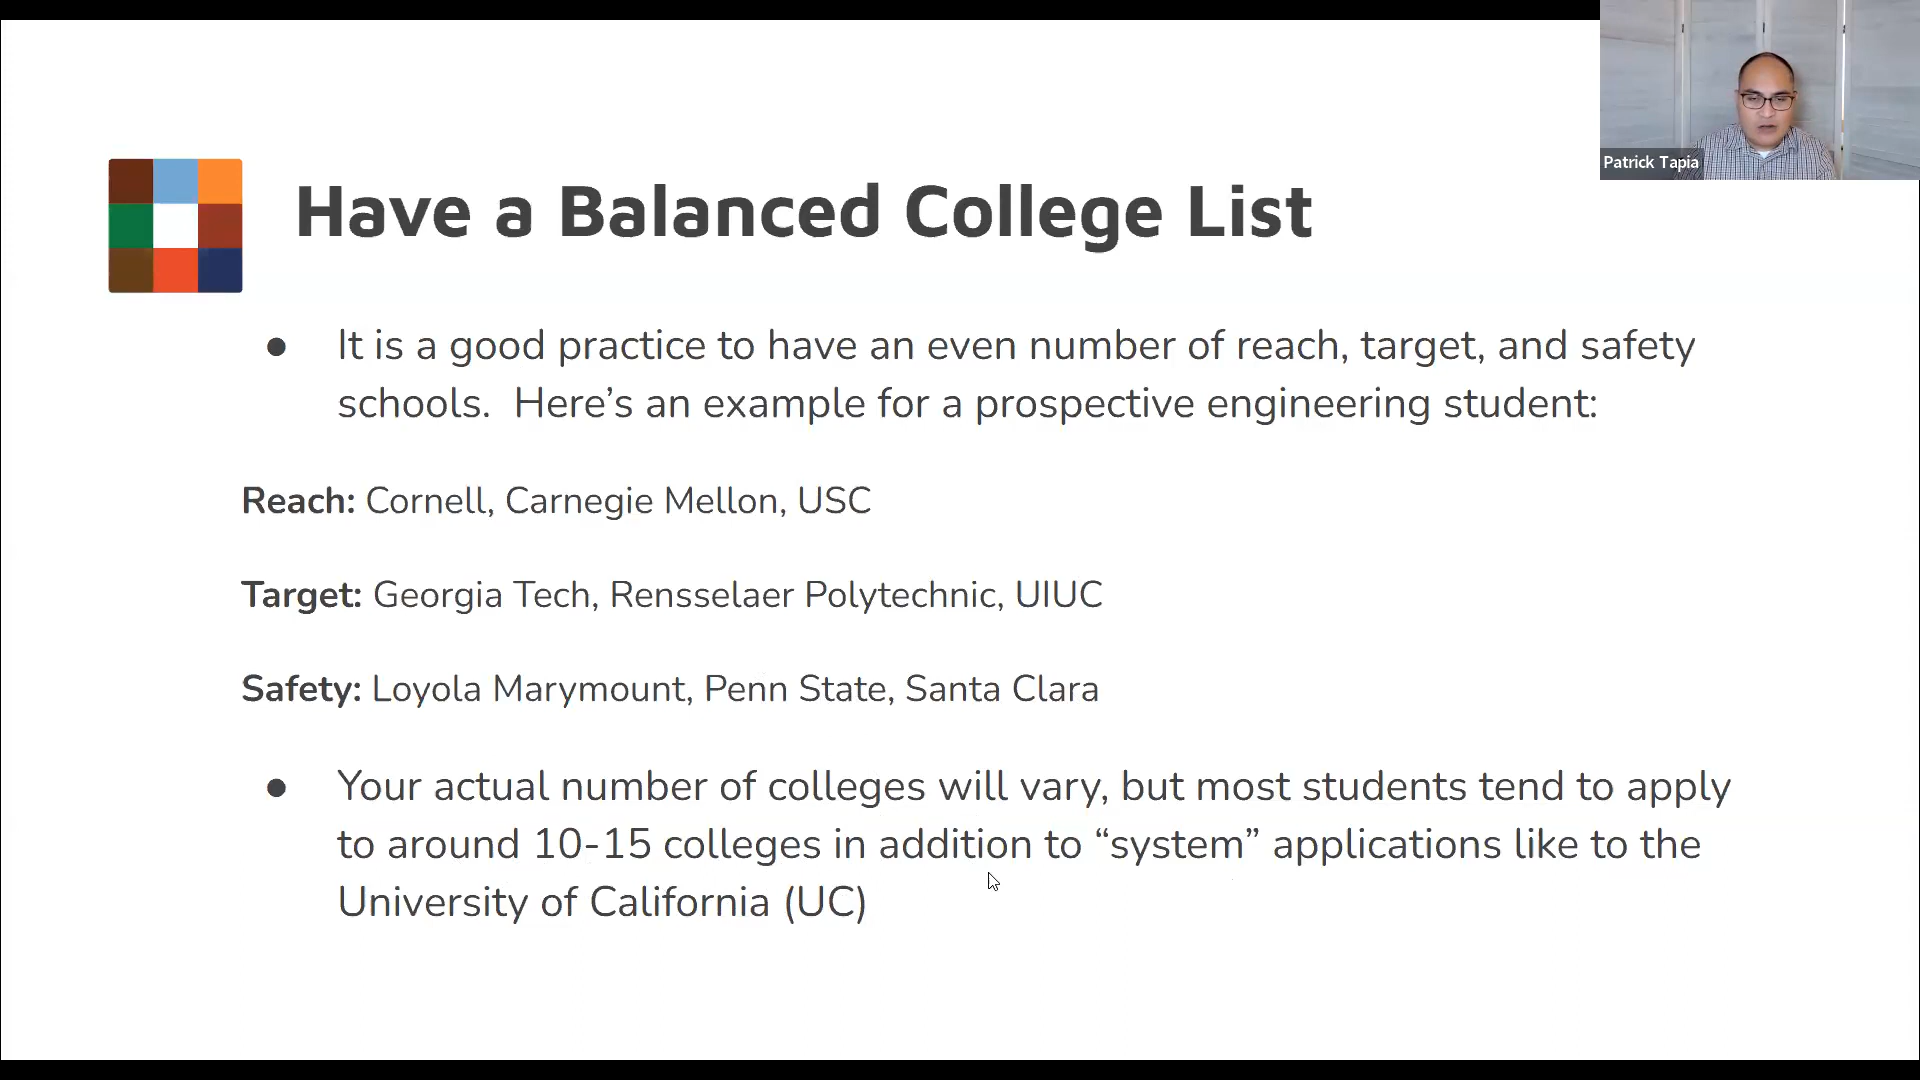 Patrick Tapia
Have a Balanced College List
● It is a good practice to have an even number of reach, target, and safety
schools.  Here’s an example for a prospective engineering student:
Reach: Cornell, Carnegie Mellon, USC
Target: Georgia Tech, Rensselaer Polytechnic, UIUC
Safety: Loyola Marymount, Penn State, Santa Clara
● Your actual number of colleges will vary, but most students tend to apply
to around 10-15 colleges in addition to “system” applications like to the
University of California (UC)